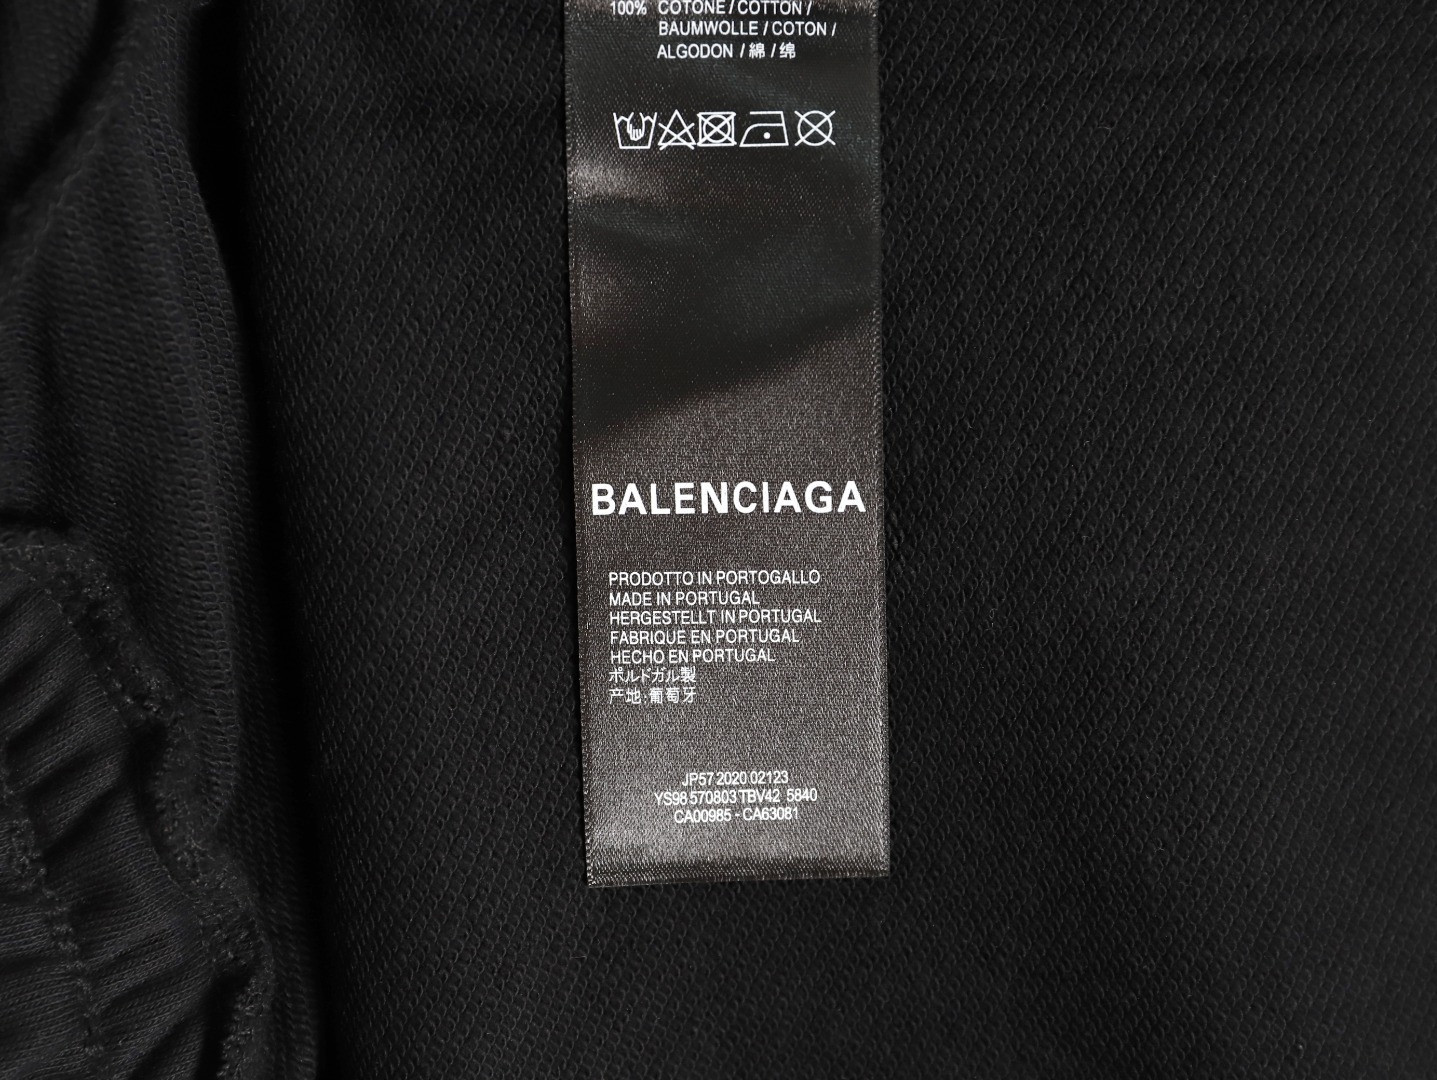 100% COTONE / COTTON /
BAUMWOLLE / COTON /
ALGODON / 綿 / 绵
BALENCIAGA
PRODOTTO IN PORTOGALLO
MADE IN PORTUGAL
HERGESTELLT IN PORTUGAL
FABRIQUE EN PORTUGAL
HECHO EN PORTUGAL
ポルドガル製
产地:葡萄牙
JP57 2020 02123
YS98 570803 TBV42 5840
CA00985 - CA63081